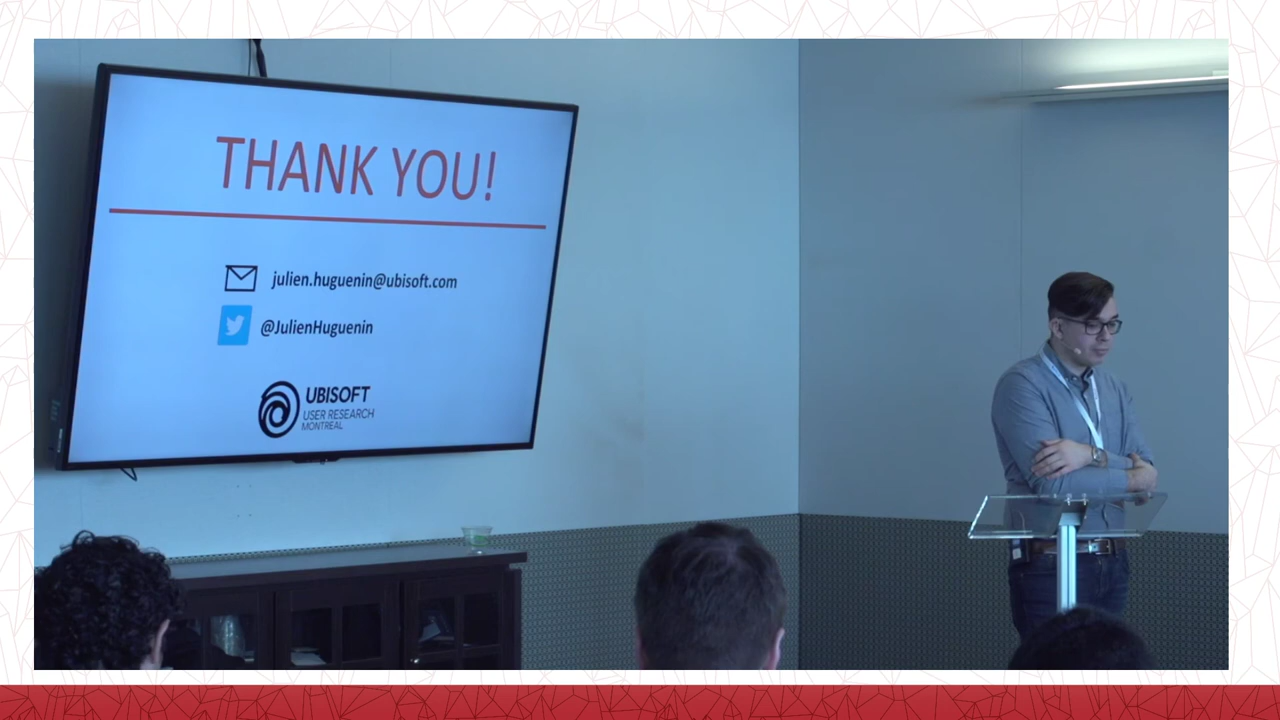 THANK YOU!
julien.huguenin@ubisoft.com
@JulienHuguenin
UBISOFT
USER RESEARCH
MONTREAL